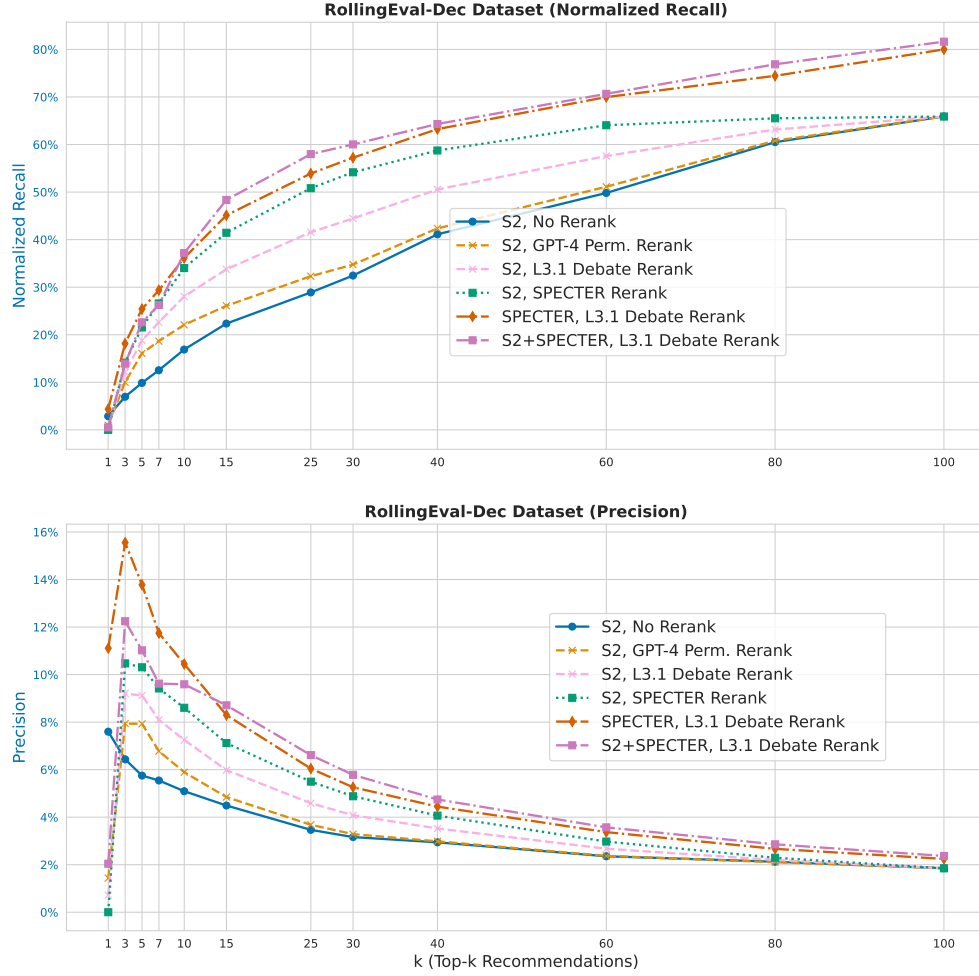 RollingEval-Dec Dataset (Normalized Recall)
80%
70%
60%
50%
40%
30%
20%
10%
0%
Normalized Recall
S2, No Rerank
S2, GPT-4 Perm. Rerank
S2, L3.1 Debate Rerank
S2, SPECTER Rerank
SPECTER, L3.1 Debate Rerank
S2+SPECTER, L3.1 Debate Rerank
1 3 5 7 10 15 25 30 40 60 80 100
RollingEval-Dec Dataset (Precision)
16%
14%
12%
10%
8%
6%
4%
2%
0%
Precision
S2, No Rerank
S2, GPT-4 Perm. Rerank
S2, L3.1 Debate Rerank
S2, SPECTER Rerank
SPECTER, L3.1 Debate Rerank
S2+SPECTER, L3.1 Debate Rerank
1 3 5 7 10 15 25 30 40 60 80 100
k (Top-k Recommendations)